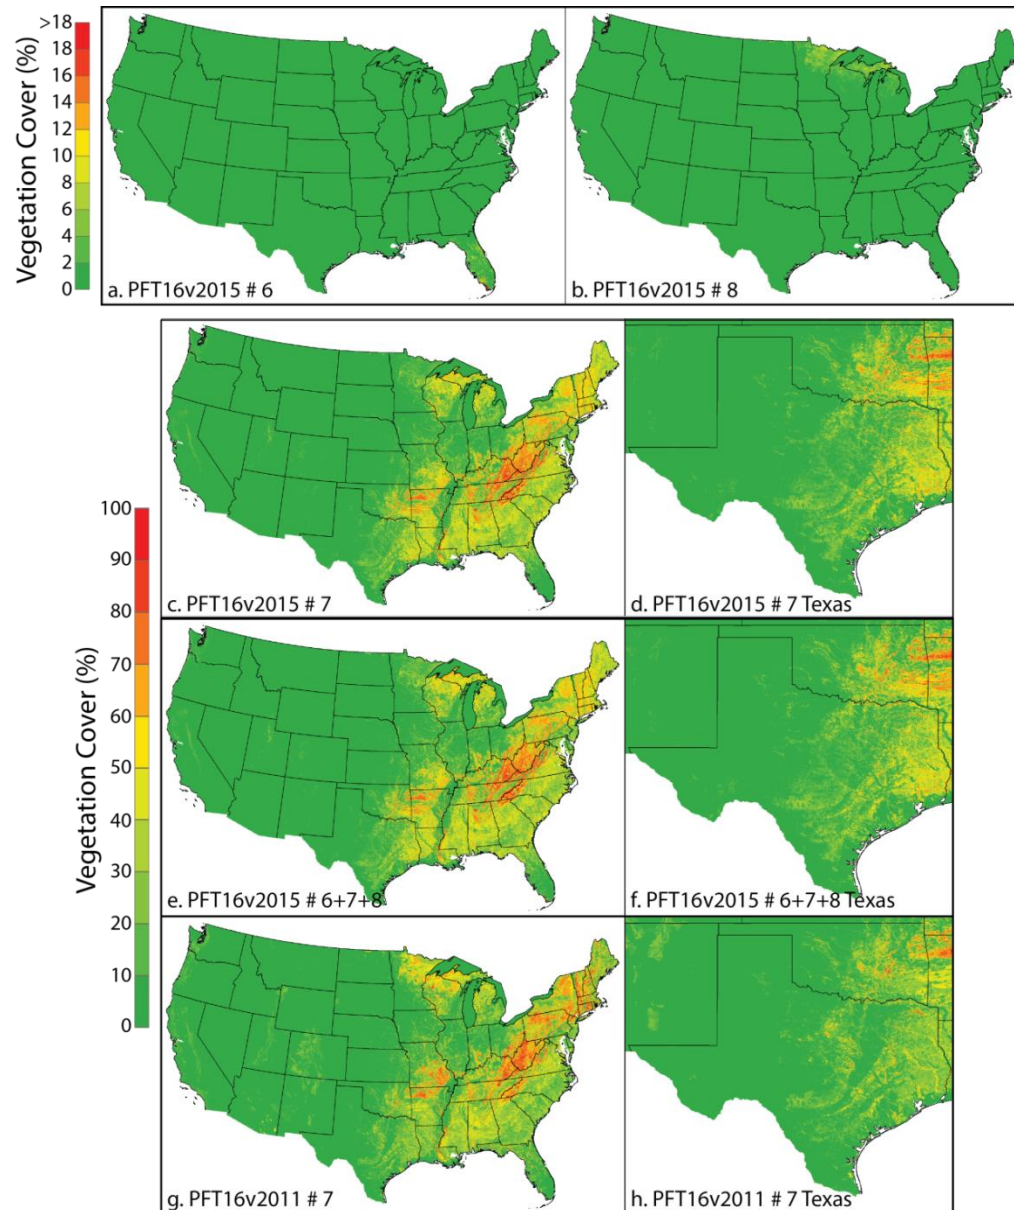 >18
18
16
14
12
10
8
6
4
2
0
Vegetation Cover (%)
a. PFT16v2015 # 6
b. PFT16v2015 # 8
c. PFT16v2015 # 7
d. PFT16v2015 # 7 Texas
100
90
80
70
60
50
40
30
20
10
0
Vegetation Cover (%)
e. PFT16v2015 # 6+7+8
f. PFT16v2015 # 6+7+8 Texas
g. PFT16v2011 # 7
h. PFT16v2011 # 7 Texas